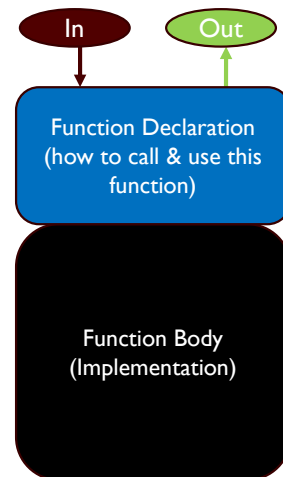 In
Out
Function Declaration
(how to call & use this
function)
Function Body
(Implementation)